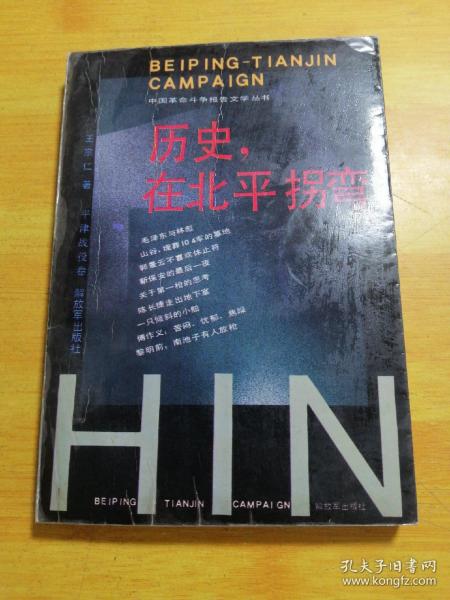 BEIPING-TIANJIN
CAMPAIGN
中国革命斗争报告文学丛书
历史，
在北平拐弯
王宗仁 著 平津战役卷 解放军出版社
毛泽东与林彪
山谷，埋葬104军的墓地
郭景云不喜欢休止符
新保安的最后一夜
关于第一枪的思考
陈长捷走出地下室
一只倾斜的小船
傅作义：苦闷、忧郁、焦躁
黎明前，南池子有人放枪
HIN
BEIPING TIANJIN CAMPAIGN 解放军出版社
孔夫子旧书网
www.kongfz.com